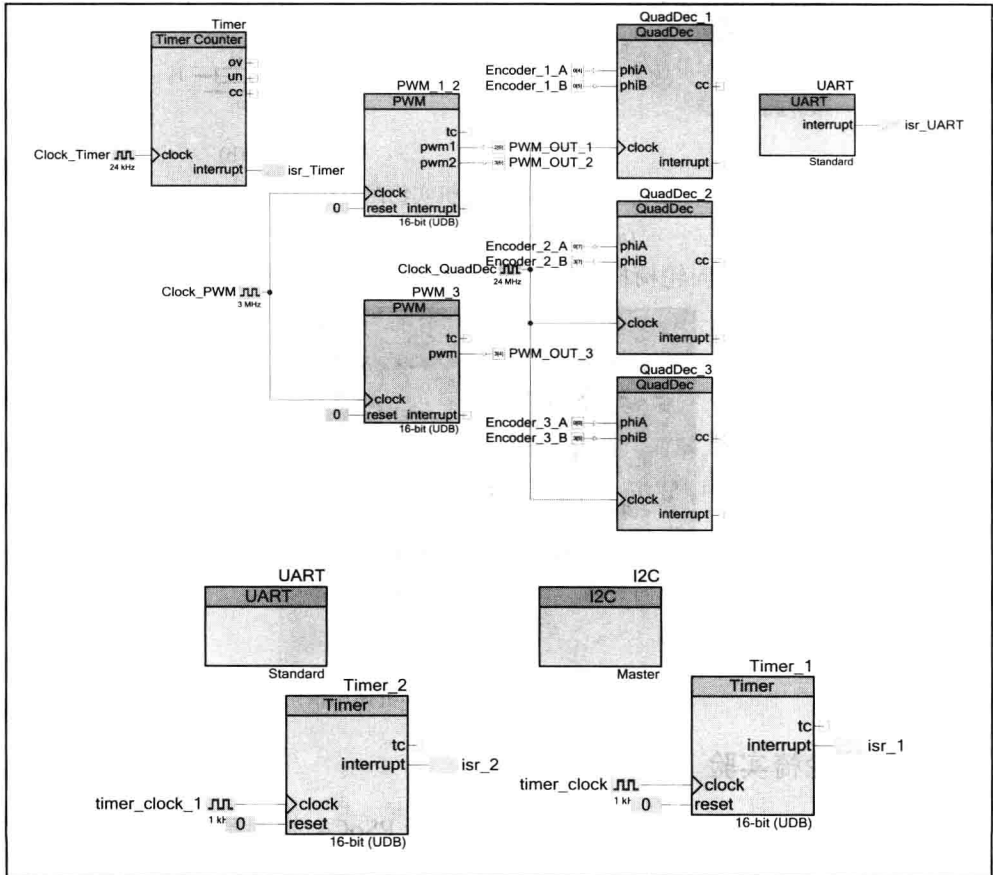 Timer
Timer Counter
ov
un
cc
Clock_Timer
24 kHz
clock
interrupt
isr_Timer
PWM_1_2
PWM
tc
pwm1
PWM_OUT_1
pwm2
PWM_OUT_2
clock
0
reset
interrupt
16-bit (UDB)
Clock_PWM
3 MHz
PWM_3
PWM
tc
pwm
PWM_OUT_3
clock
0
reset
interrupt
16-bit (UDB)
Clock_QuadDec
24 MHz
QuadDec_1
QuadDec
Encoder_1_A
phiA
Encoder_1_B
phiB
cc
clock
interrupt
QuadDec_2
QuadDec
Encoder_2_A
phiA
Encoder_2_B
phiB
cc
clock
interrupt
QuadDec_3
QuadDec
Encoder_3_A
phiA
Encoder_3_B
phiB
cc
clock
interrupt
UART
UART
interrupt
isr_UART
Standard
UART
UART
Standard
I2C
I2C
Master
Timer_2
Timer
tc
interrupt
isr_2
timer_clock_1
clock
0
reset
16-bit (UDB)
Timer_1
Timer
tc
interrupt
isr_1
timer_clock
clock
0
reset
16-bit (UDB)